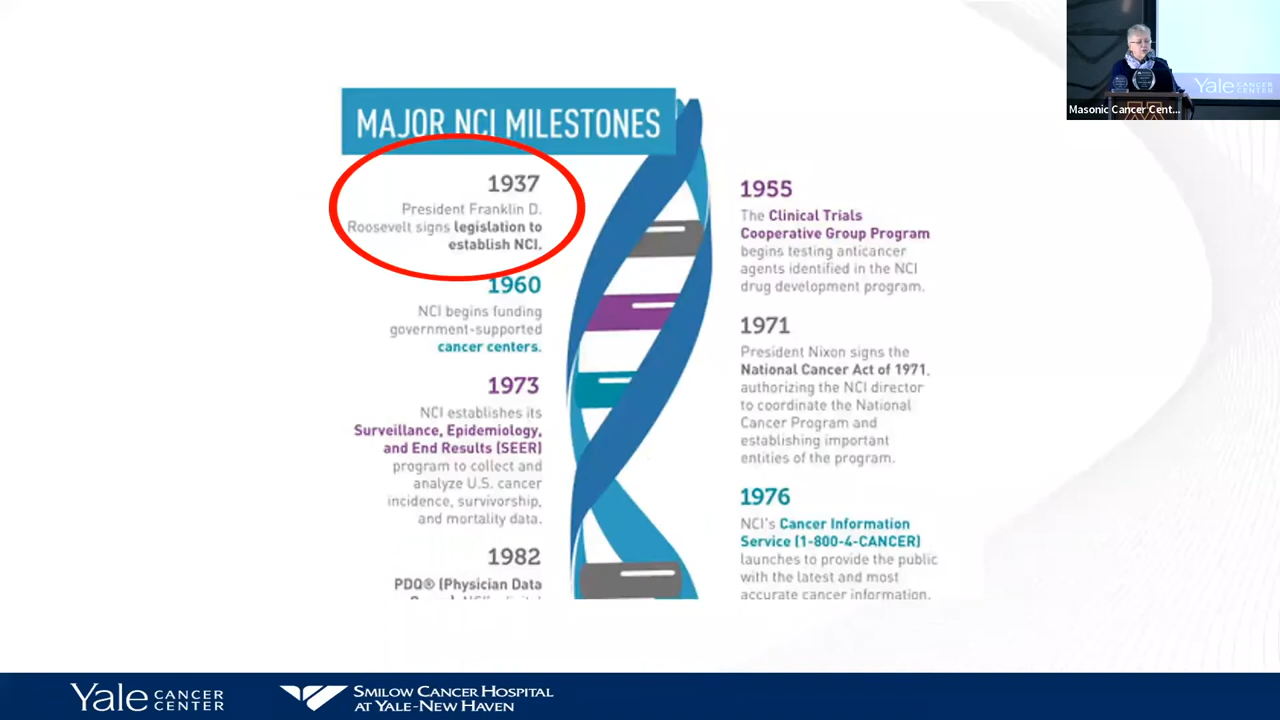 MAJOR NCI MILESTONES
1937
President Franklin D.
Roosevelt signs legislation to
establish NCI.
1960
NCI begins funding
government-supported
cancer centers.
1973
NCI establishes its
Surveillance, Epidemiology,
and End Results (SEER)
program to collect and
analyze U.S. cancer
incidence, survivorship,
and mortality data.
1982
PDQ® (Physician Data
1955
The Clinical Trials
Cooperative Group Program
begins testing anticancer
agents identified in the NCI
drug development program.
1971
President Nixon signs the
National Cancer Act of 1971,
authorizing the NCI director
to coordinate the National
Cancer Program and
establishing important
entities of the program.
1976
NCI's Cancer Information
Service (1-800-4-CANCER)
launches to provide the public
with the latest and most
accurate cancer information.
Yale CANCER
CENTER
Masonic Cancer Cent...
Yale CANCER
CENTER
SMILOW CANCER HOSPITAL
AT YALE-NEW HAVEN